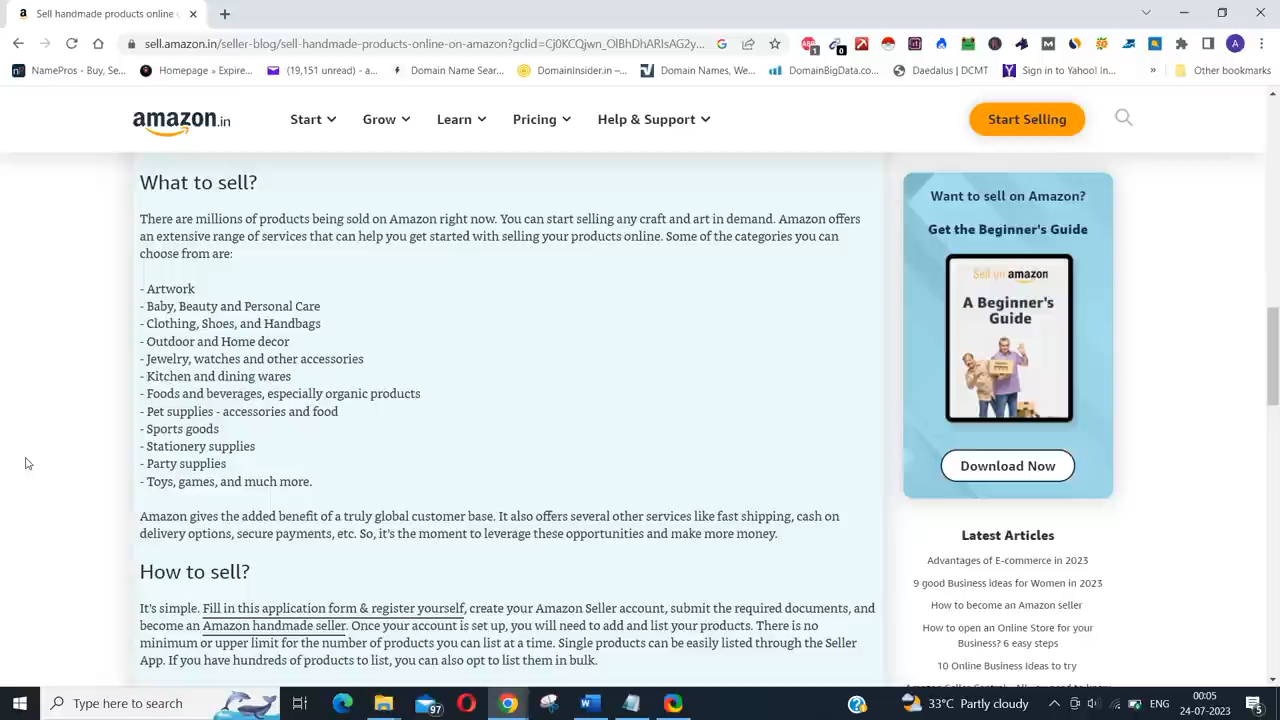 Sell handmade products online
sell.amazon.in/seller-blog/sell-handmade-products-online-on-amazon?gclid=Cj0KCQjwn_OlBhDhARIsAG2y...
NamePros - Buy, Se...
Homepage » Expire...
(19,151 unread) - a...
Domain Name Sear...
DomainInsider.in –...
Domain Names, We...
DomainBigData.co...
Daedalus | DCMT
Sign in to Yahoo! In...
»
Other bookmarks
amazon.in
Start
Grow
Learn
Pricing
Help & Support
Start Selling
What to sell?
There are millions of products being sold on Amazon right now. You can start selling any craft and art in demand. Amazon offers
an extensive range of services that can help you get started with selling your products online. Some of the categories you can
choose from are:
- Artwork
- Baby, Beauty and Personal Care
- Clothing, Shoes, and Handbags
- Outdoor and Home decor
- Jewelry, watches and other accessories
- Kitchen and dining wares
- Foods and beverages, especially organic products
- Pet supplies - accessories and food
- Sports goods
- Stationery supplies
- Party supplies
- Toys, games, and much more.
Amazon gives the added benefit of a truly global customer base. It also offers several other services like fast shipping, cash on
delivery options, secure payments, etc. So, it's the moment to leverage these opportunities and make more money.
How to sell?
It's simple. Fill in this application form & register yourself, create your Amazon Seller account, submit the required documents, and
become an Amazon handmade seller. Once your account is set up, you will need to add and list your products. There is no
minimum or upper limit for the number of products you can list at a time. Single products can be easily listed through the Seller
App. If you have hundreds of products to list, you can also opt to list them in bulk.
Want to sell on Amazon?
Get the Beginner's Guide
Sell on amazon
A Beginner's
Guide
Download Now
Latest Articles
Advantages of E-commerce in 2023
9 good Business ideas for Women in 2023
How to become an Amazon seller
How to open an Online Store for your
Business? 6 easy steps
10 Online Business Ideas to try
Type here to search
97
33°C Partly cloudy
ENG
00:05
24-07-2023
5